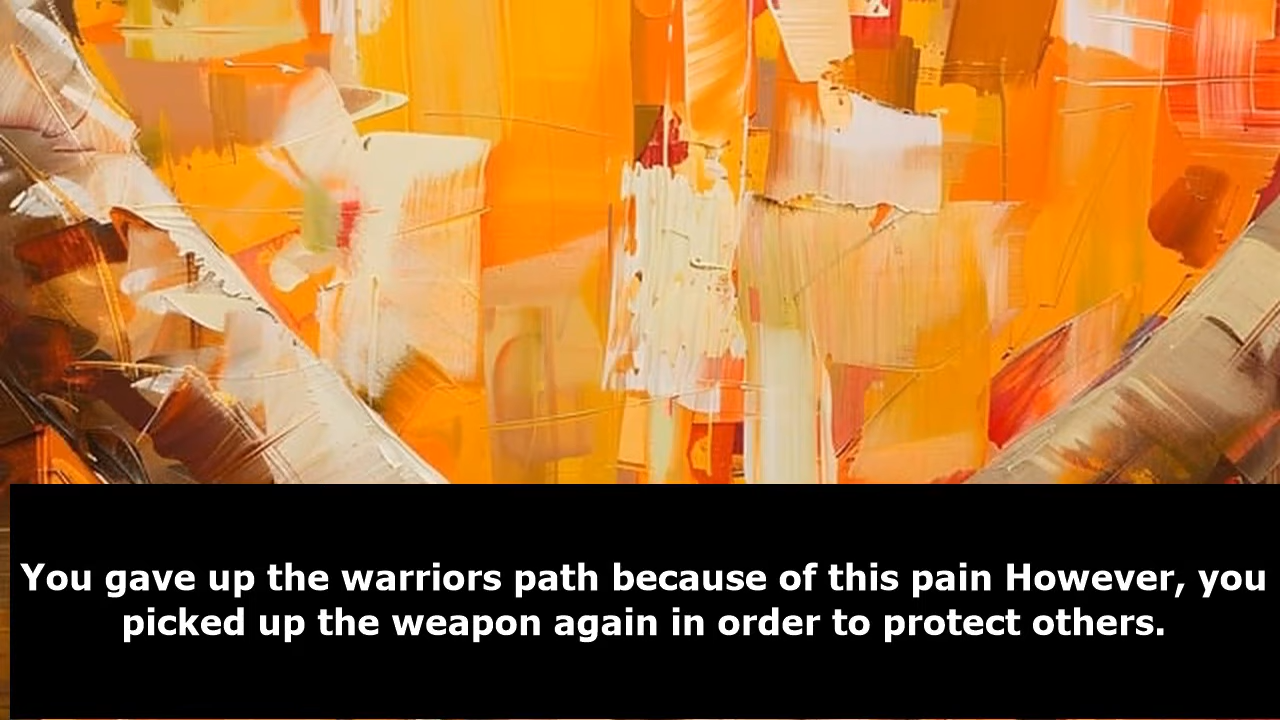 You gave up the warriors path because of this pain However, you
picked up the weapon again in order to protect others.